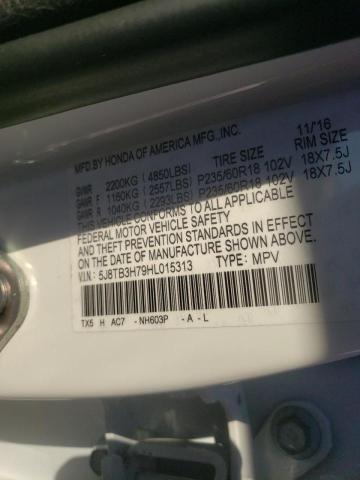 MFD. BY HONDA OF AMERICA MFG., INC. 11/16
TIRE SIZE RIM SIZE
GVWR 2200KG (4850LBS)
GAWR F 1160KG (2557LBS) P235/60R18 102V 18X7.5J
GAWR R 1040KG (2293LBS) P235/60R18 102V 18X7.5J
THIS VEHICLE CONFORMS TO ALL APPLICABLE
FEDERAL MOTOR VEHICLE SAFETY
AND THEFT PREVENTION STANDARDS IN EFFECT
ON THE DATE OF MANUFACTURE SHOWN ABOVE.
V.I.N.: 5J8TB3H79HL015313 TYPE: MPV
TX5 H AC7 -NH603P -A -L